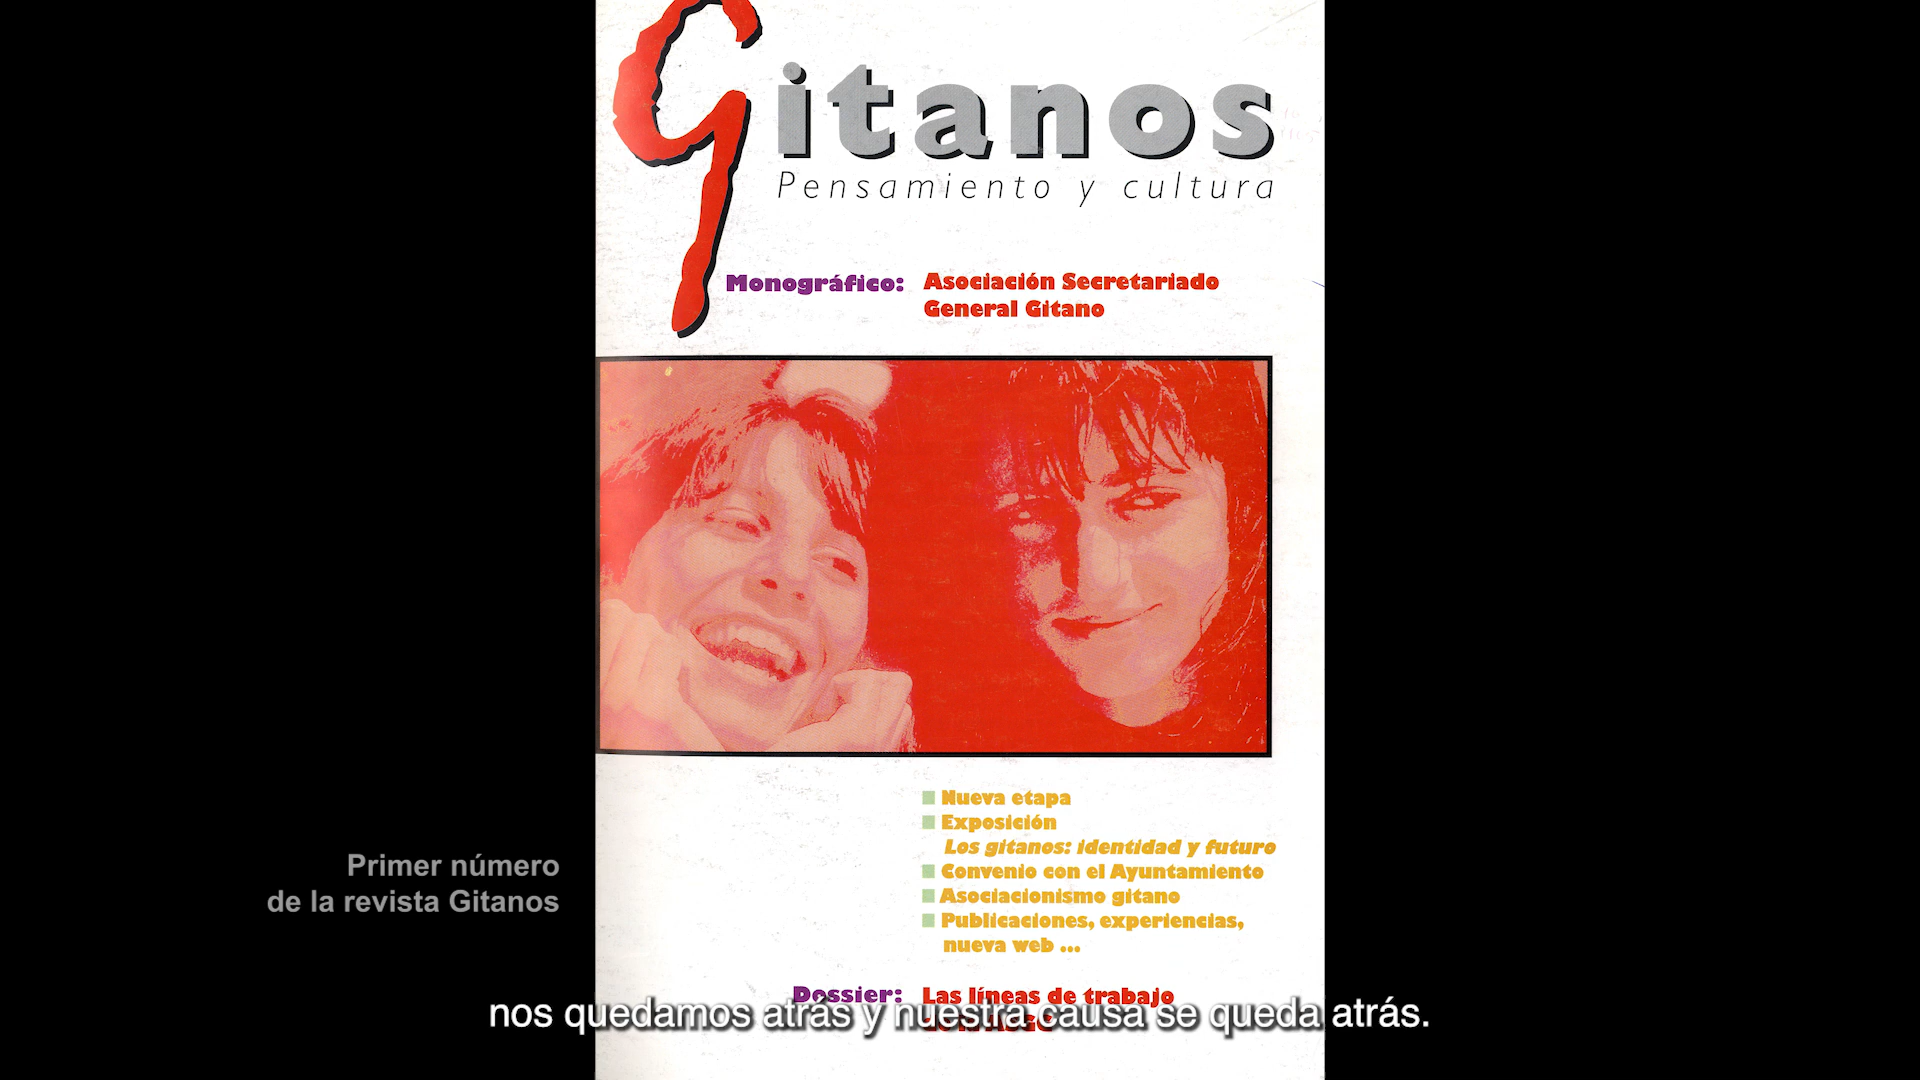 Gitanos
Pensamiento y cultura
Monográfico: Asociación Secretariado
General Gitano
Nueva etapa
Exposición
Los gitanos: identidad y futuro
Convenio con el Ayuntamiento
Asociacionismo gitano
Publicaciones, experiencias,
nueva web ...
Primer número
de la revista Gitanos
Dossier: Las líneas de trabajo
nos quedamos atrás y nuestra causa se queda atrás.